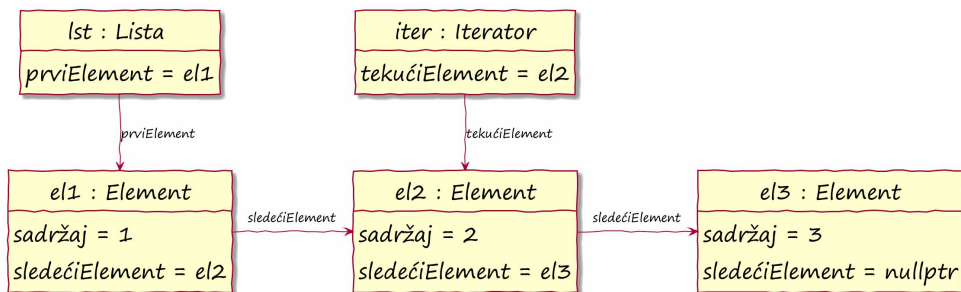 lst : Lista
prviElement = el1
iter : Iterator
tekućiElement = el2
prviElement
tekućiElement
el1 : Element
sadržaj = 1
sledećiElement = el2
sledećiElement
el2 : Element
sadržaj = 2
sledećiElement = el3
sledećiElement
el3 : Element
sadržaj = 3
sledećiElement = nullptr